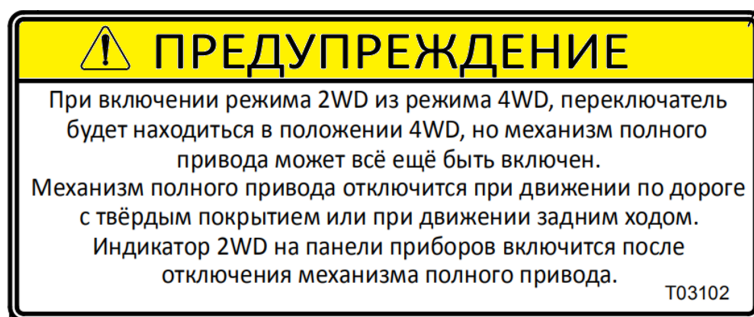 ПРЕДУПРЕЖДЕНИЕ
При включении режима 2WD из режима 4WD, переключатель
будет находиться в положении 4WD, но механизм полного
привода может всё ещё быть включен.
Механизм полного привода отключится при движении по дороге
с твёрдым покрытием или при движении задним ходом.
Индикатор 2WD на панели приборов включится после
отключения механизма полного привода.
T03102